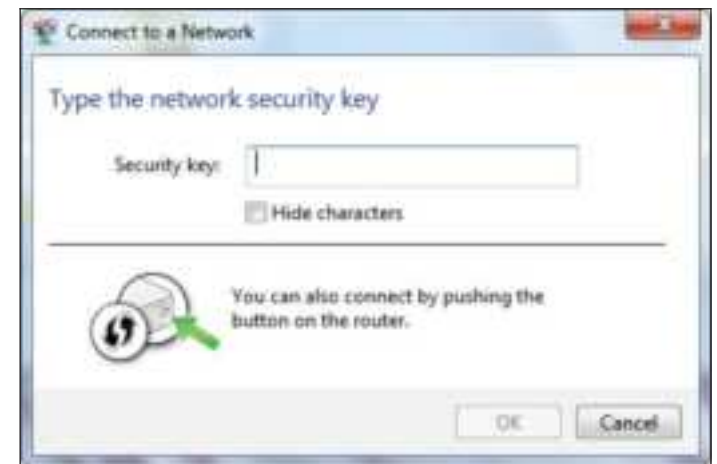 Connect to a Network
Type the network security key
Security key:
Hide characters
You can also connect by pushing the
button on the router.
OK
Cancel